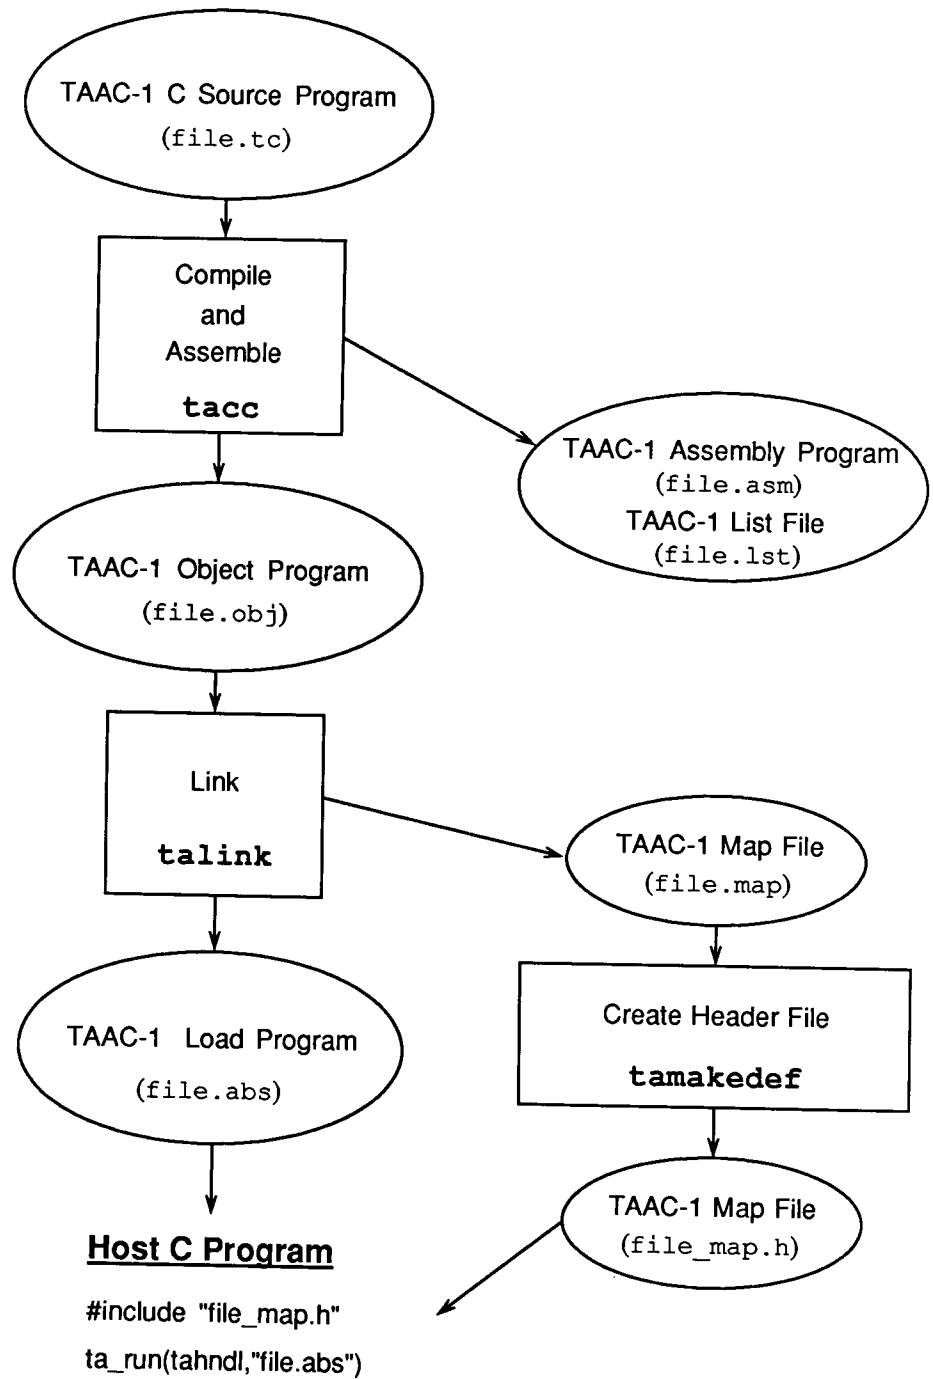 TAAC-1 C Source Program
(file.tc)
Compile
and
Assemble
tacc
TAAC-1 Assembly Program
(file.asm)
TAAC-1 List File
(file.lst)
TAAC-1 Object Program
(file.obj)
Link
talink
TAAC-1 Map File
(file.map)
Create Header File
tamakedef
TAAC-1 Load Program
(file.abs)
TAAC-1 Map File
(file_map.h)
Host C Program
#include "file_map.h"
ta_run(tahndl,"file.abs")